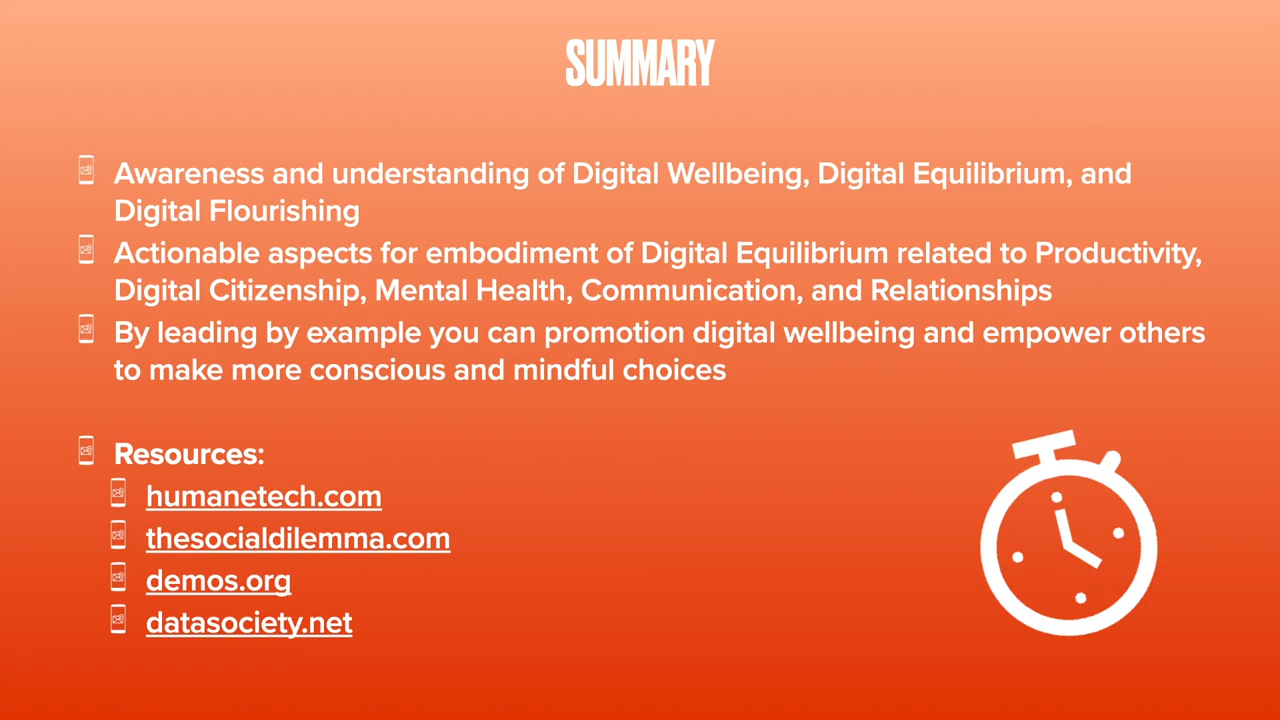 SUMMARY
Awareness and understanding of Digital Wellbeing, Digital Equilibrium, and
Digital Flourishing
Actionable aspects for embodiment of Digital Equilibrium related to Productivity,
Digital Citizenship, Mental Health, Communication, and Relationships
By leading by example you can promotion digital wellbeing and empower others
to make more conscious and mindful choices
Resources:
humanetech.com
thesocialdilemma.com
demos.org
datasociety.net